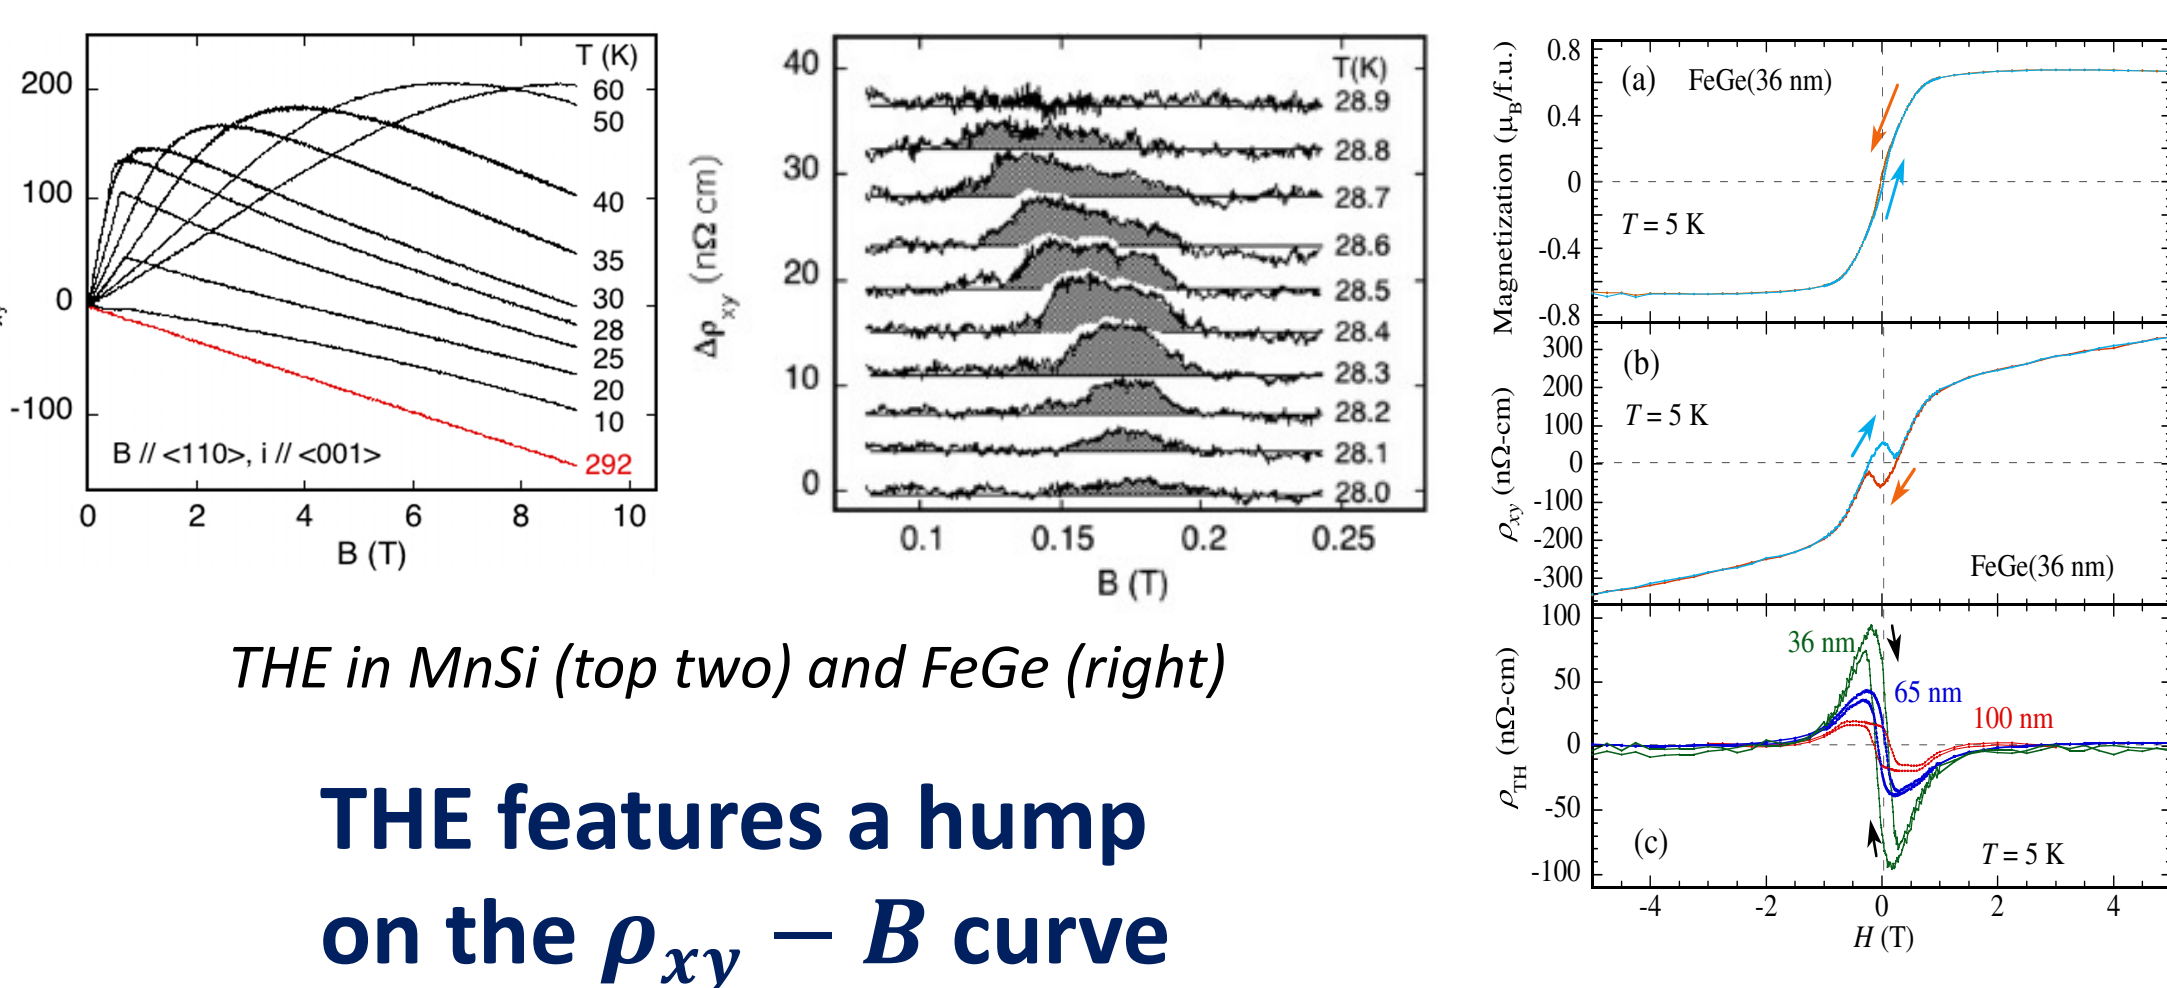 T (K)
200
60
50
100
40
35
0
30
28
25
20
-100
10
B // <110>, i // <001>
292
0 2 4 6 8 10
B (T)
Δρxy (nΩ cm)
40
T(K)
28.9
28.8
30
28.7
28.6
20
28.5
28.4
28.3
10
28.2
28.1
0
28.0
0.1 0.15 0.2 0.25
B (T)
Magnetization (μB/f.u.)
0.8
(a) FeGe(36 nm)
0.4
0
T = 5 K
-0.4
-0.8
ρxy (nΩ-cm)
300
(b)
200
T = 5 K
100
0
-100
-200
FeGe(36 nm)
-300
ρTH (nΩ-cm)
100
36 nm
50
65 nm
100 nm
0
-50
(c) T = 5 K
-100
-4 -2 0 2 4
H (T)
THE in MnSi (top two) and FeGe (right)
THE features a hump
on the ρxy − B curve